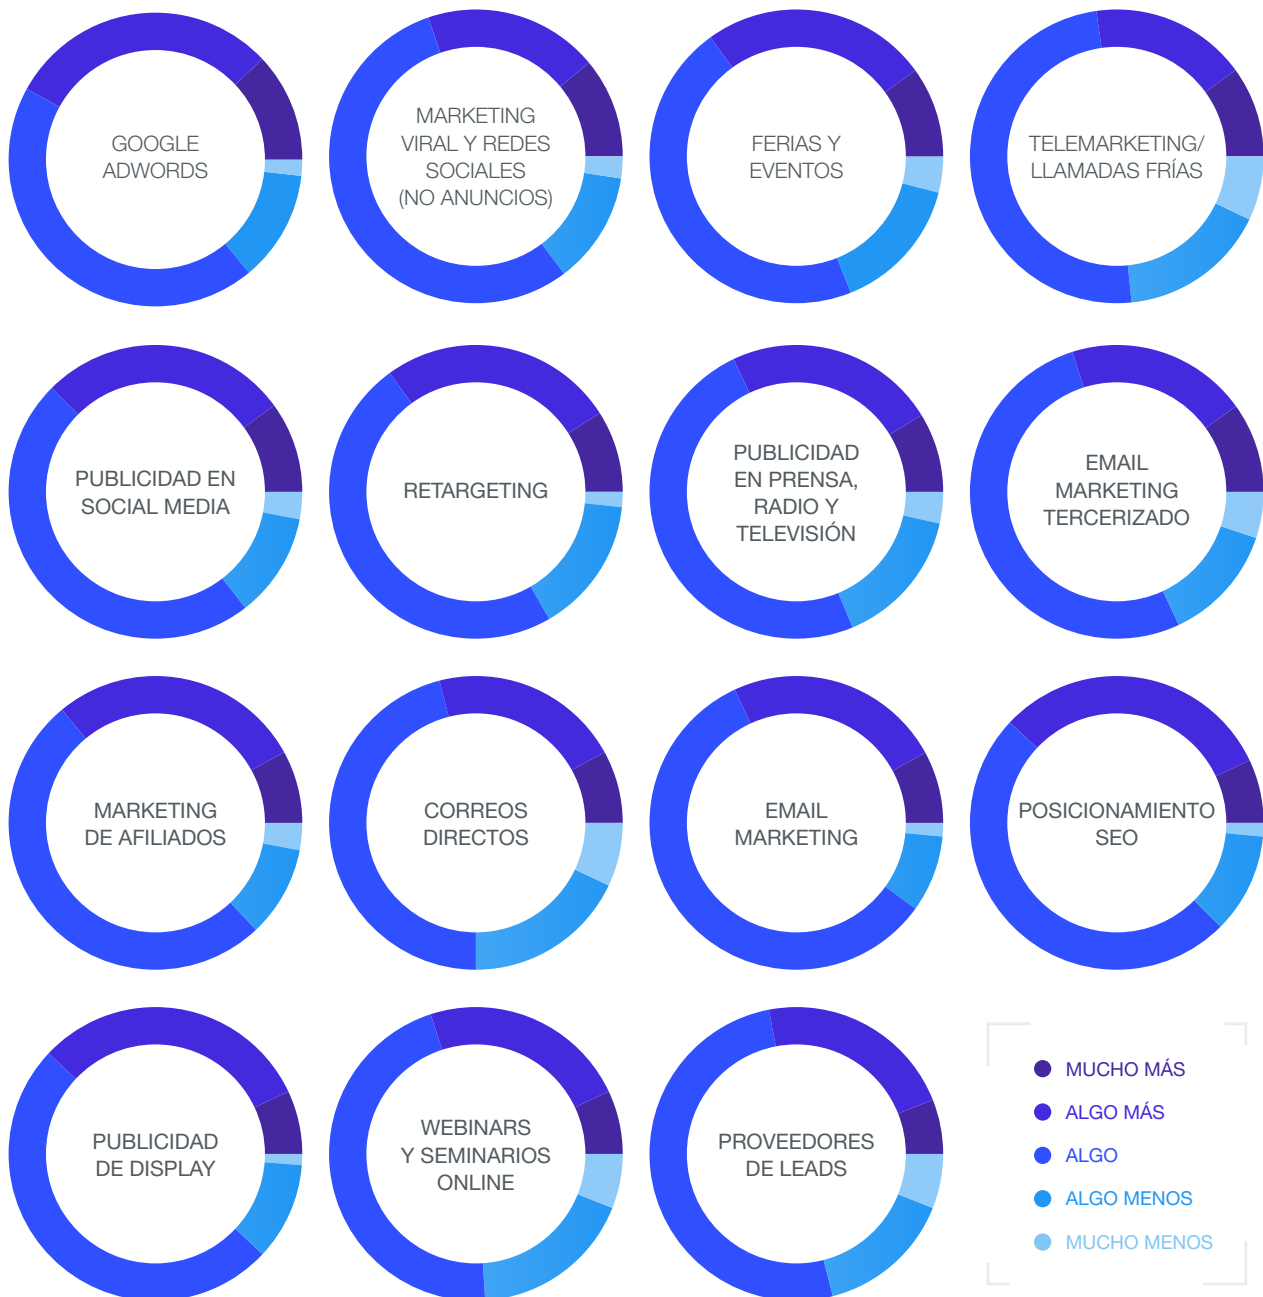 GOOGLE
ADWORDS
MARKETING
VIRAL Y REDES
SOCIALES
(NO ANUNCIOS)
FERIAS Y
EVENTOS
TELEMARKETING/
LLAMADAS FRÍAS
PUBLICIDAD EN
SOCIAL MEDIA
RETARGETING
PUBLICIDAD
EN PRENSA,
RADIO Y
TELEVISIÓN
EMAIL
MARKETING
TERCERIZADO
MARKETING
DE AFILIADOS
CORREOS
DIRECTOS
EMAIL
MARKETING
POSICIONAMIENTO
SEO
PUBLICIDAD
DE DISPLAY
WEBINARS
Y SEMINARIOS
ONLINE
PROVEEDORES
DE LEADS
MUCHO MÁS
ALGO MÁS
ALGO
ALGO MENOS
MUCHO MENOS